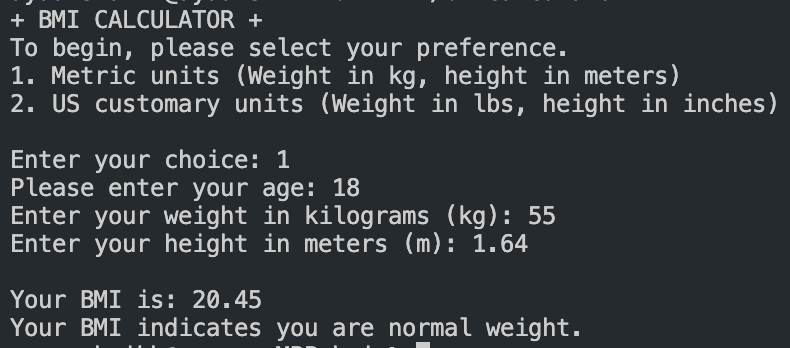 + BMI CALCULATOR +
To begin, please select your preference.
1. Metric units (Weight in kg, height in meters)
2. US customary units (Weight in lbs, height in inches)
Enter your choice: 1
Please enter your age: 18
Enter your weight in kilograms (kg): 55
Enter your height in meters (m): 1.64
Your BMI is: 20.45
Your BMI indicates you are normal weight.